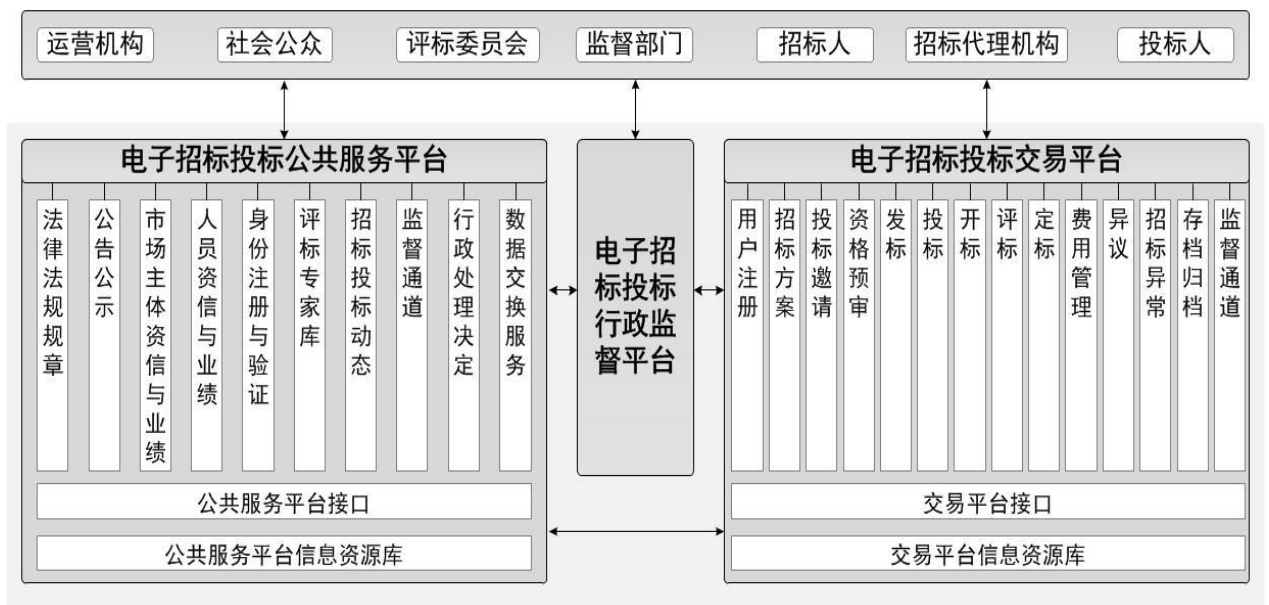 运营机构
社会公众
评标委员会
监督部门
招标人
招标代理机构
投标人
电子招标投标公共服务平台
法律法规规章
公告公示
市场主体资信与业绩
人员资信与业绩
身份注册与验证
评标专家库
招标投标动态
监督通道
行政处理决定
数据交换服务
公共服务平台接口
公共服务平台信息资源库
电子招
标投标
行政监
督平台
电子招标投标交易平台
用户注册
招标方案
投标邀请
资格预审
发标
投标
开标
评标
定标
费用管理
异议
招标异常
存档归档
监督通道
交易平台接口
交易平台信息资源库